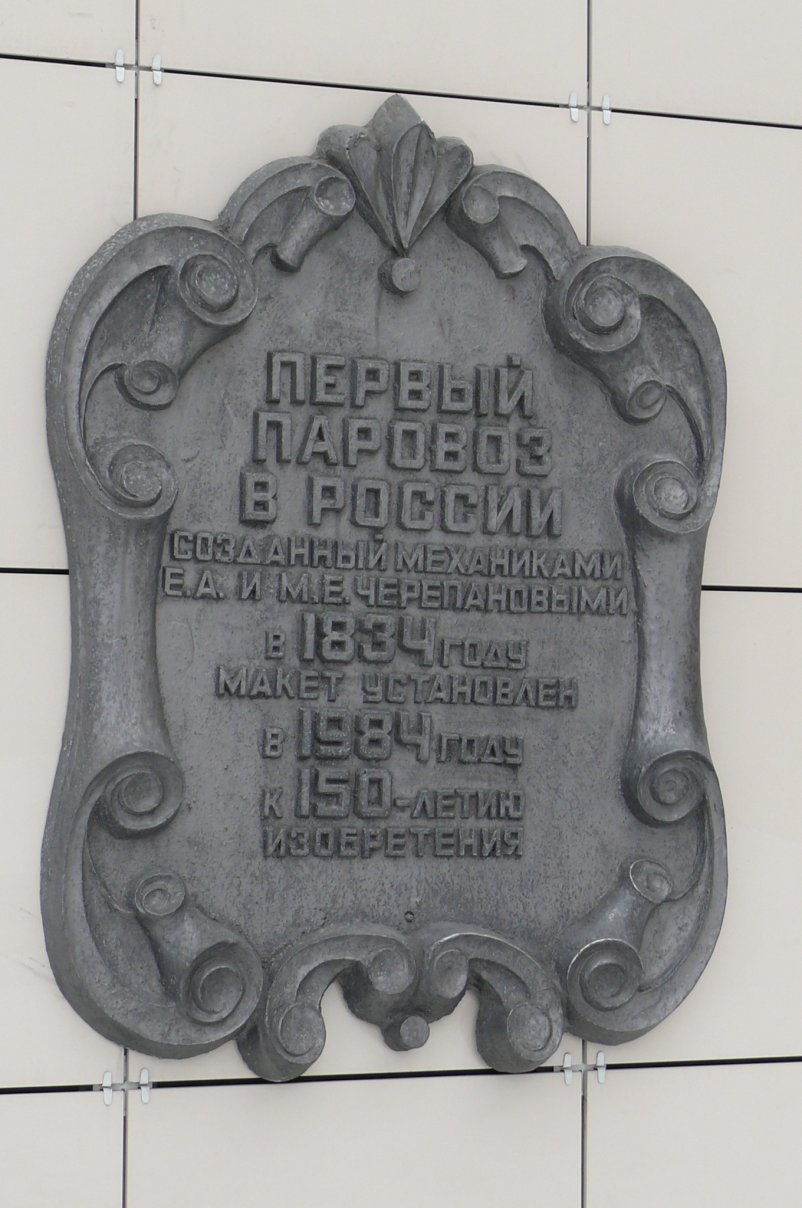 ПЕРВЫЙ
ПАРОВОЗ
В РОССИИ
СОЗДАННЫЙ МЕХАНИКАМИ
Е.А. И М.Е. ЧЕРЕПАНОВЫМИ
В 1834 ГОДУ
МАКЕТ УСТАНОВЛЕН
В 1984 ГОДУ
К 150-ЛЕТИЮ
ИЗОБРЕТЕНИЯ